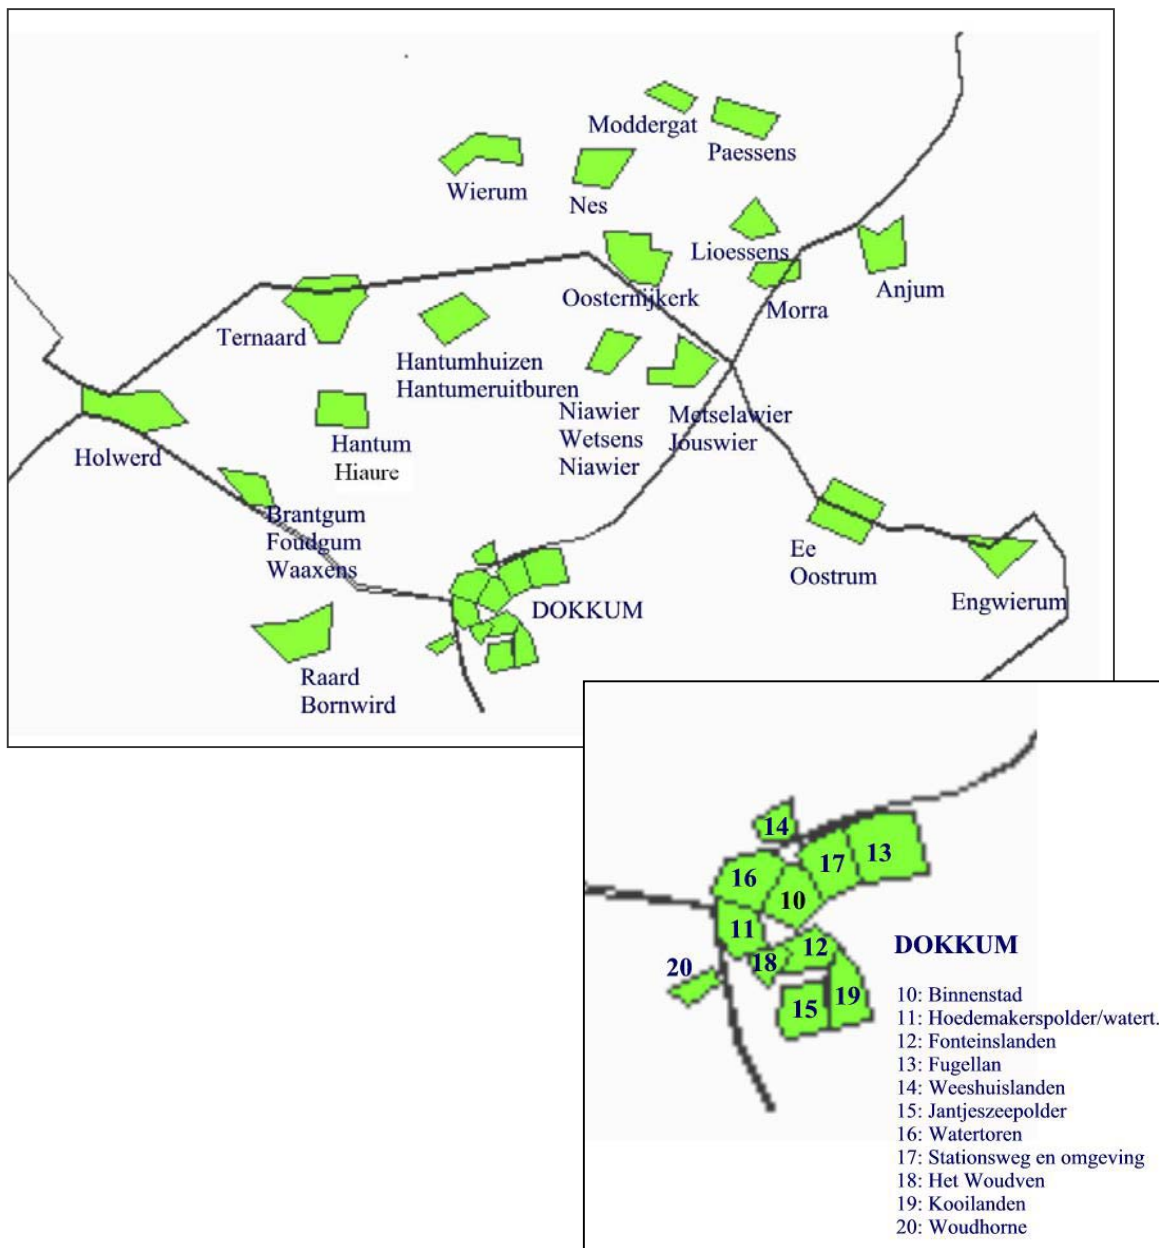 Moddergat
Paessens
Wierum
Nes
Lioessens
Anjum
Oosternijkerk
Morra
Ternaard
Hantumhuizen
Hantumeruitburen
Niawier
Wetsens
Niawier
Metselawier
Jouswier
Holwerd
Hantum
Hiaure
Brantgum
Foudgum
Waaxens
Ee
Oostrum
Engwierum
DOKKUM
Raard
Bornwird
14
17
13
16
10
11
12
18
20
15
19
DOKKUM
10: Binnenstad
11: Hoedemakerspolder/watert.
12: Fonteinslanden
13: Fugellan
14: Weeshuislanden
15: Jantjeszeepolder
16: Watertoren
17: Stationsweg en omgeving
18: Het Woudven
19: Kooilanden
20: Woudhorne